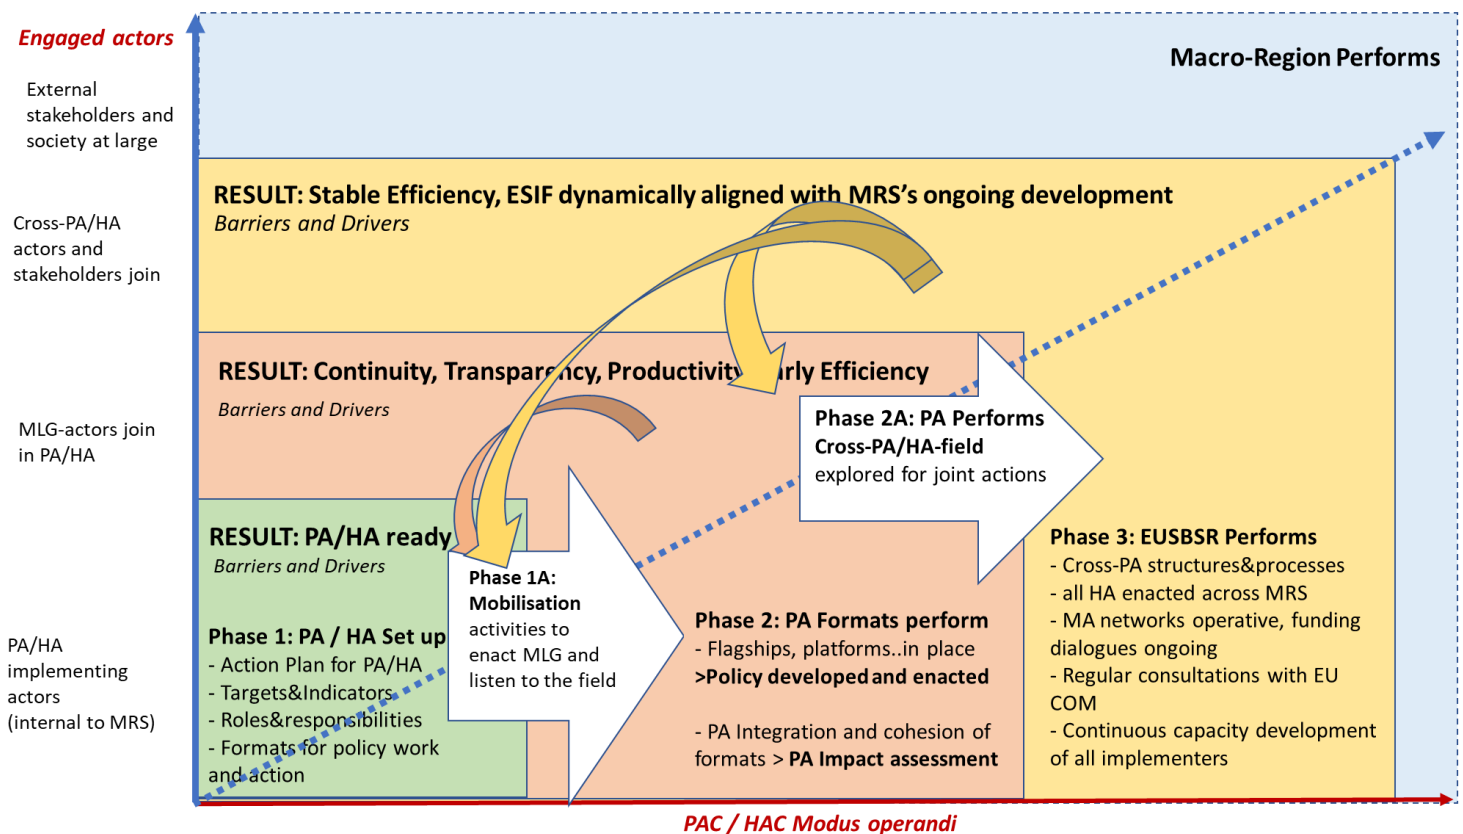 Engaged actors
External
stakeholders and
society at large
Cross-PA/HA
actors and
stakeholders join
MLG-actors join
in PA/HA
PA/HA
implementing
actors
(internal to MRS)
Macro-Region Performs
RESULT: Stable Efficiency, ESIF dynamically aligned with MRS's ongoing development
Barriers and Drivers
RESULT: Continuity, Transparency, Productivity, Early Efficiency
Barriers and Drivers
Phase 2A: PA Performs
Cross-PA/HA-field
explored for joint actions
RESULT: PA/HA ready
Barriers and Drivers
Phase 1: PA / HA Set up
- Action Plan for PA/HA
- Targets&Indicators
- Roles&responsibilities
- Formats for policy work
and action
Phase 1A:
Mobilisation
activities to
enact MLG and
listen to the field
Phase 2: PA Formats perform
- Flagships, platforms..in place
>Policy developed and enacted
- PA Integration and cohesion of
formats > PA Impact assessment
Phase 3: EUSBSR Performs
- Cross-PA structures&processes
- all HA enacted across MRS
- MA networks operative, funding
dialogues ongoing
- Regular consultations with EU
COM
- Continuous capacity development
of all implementers
PAC / HAC Modus operandi